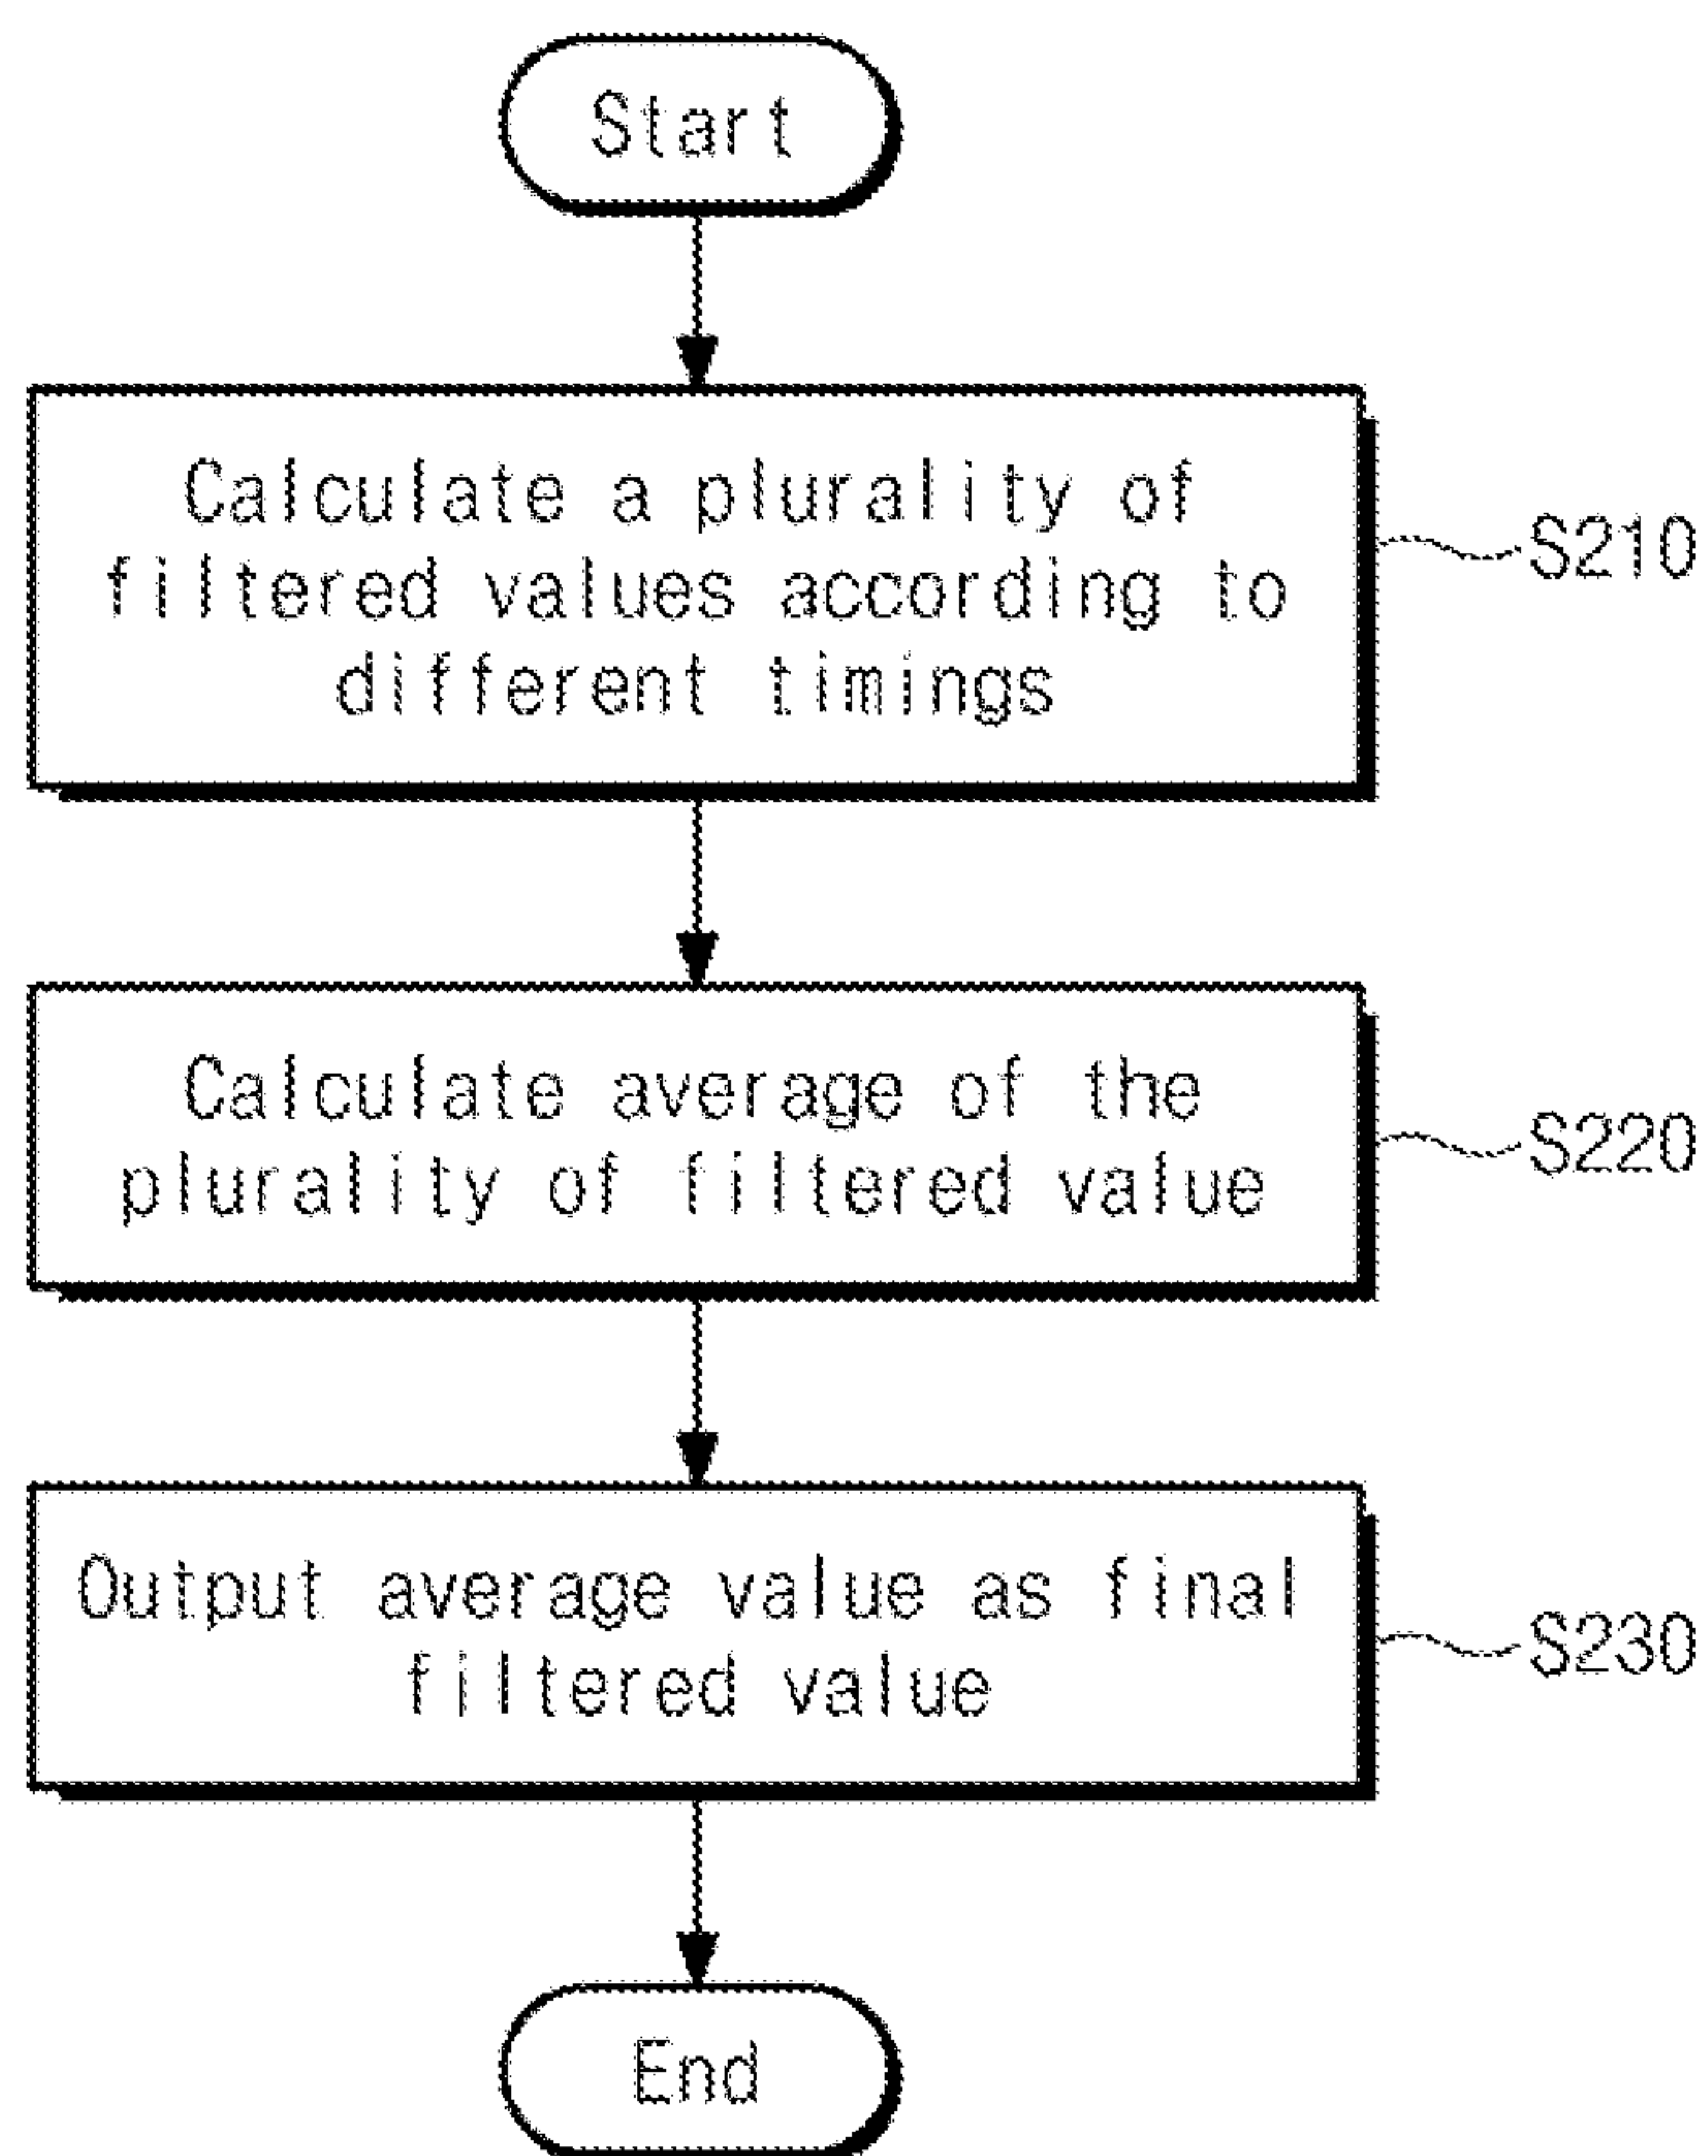 Start
Calculate a plurality of
filtered values according to
different timings
S210
Calculate average of the
plurality of filtered value
S220
Output average value as final
filtered value
S230
End